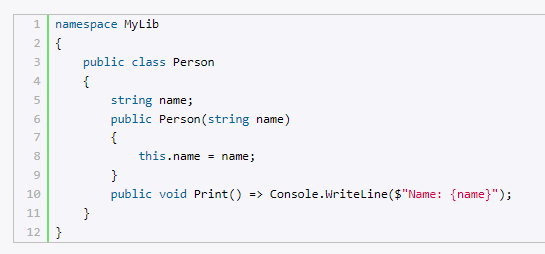 1 namespace MyLib
2 {
3     public class Person
4     {
5         string name;
6         public Person(string name)
7         {
8             this.name = name;
9         }
10         public void Print() => Console.WriteLine($"Name: {name}");
11     }
12 }